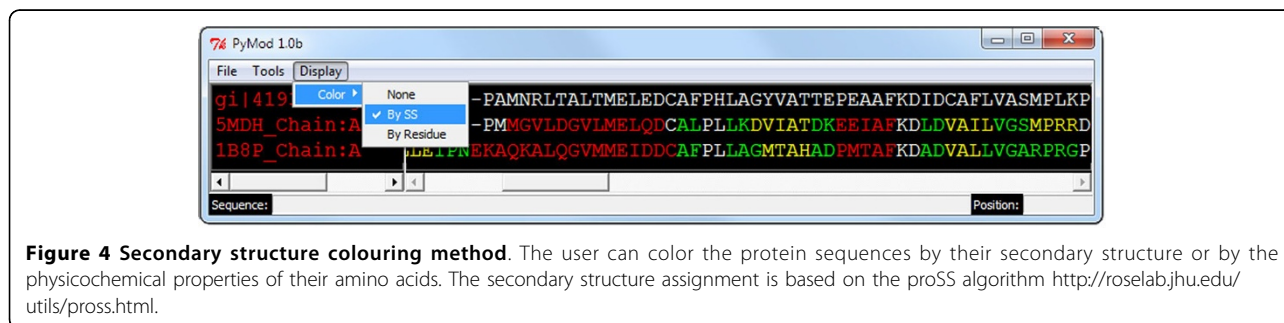 PyMod 1.0b
File Tools Display
gi|419 Color None -PAMNRLTALTMELEDCAFPHLAGYVATTEPEAAFKDIDCAFLVASMPLKP
5MDH_Chain:A By SS -PMMGVLDGVLMELQDCALPLLKDVIATDKEEIAFKDLDVAILVGSMPRRD
By Residue
1B8P_Chain:A LLEIPNEKAQKALQGVMMEIDDCAFPLLAGMTAHADPMTAFKDADVALLVGARPRGP
Sequence: Position:
Figure 4 Secondary structure colouring method. The user can color the protein sequences by their secondary structure or by the
physicochemical properties of their amino acids. The secondary structure assignment is based on the proSS algorithm http://roselab.jhu.edu/
utils/pross.html.